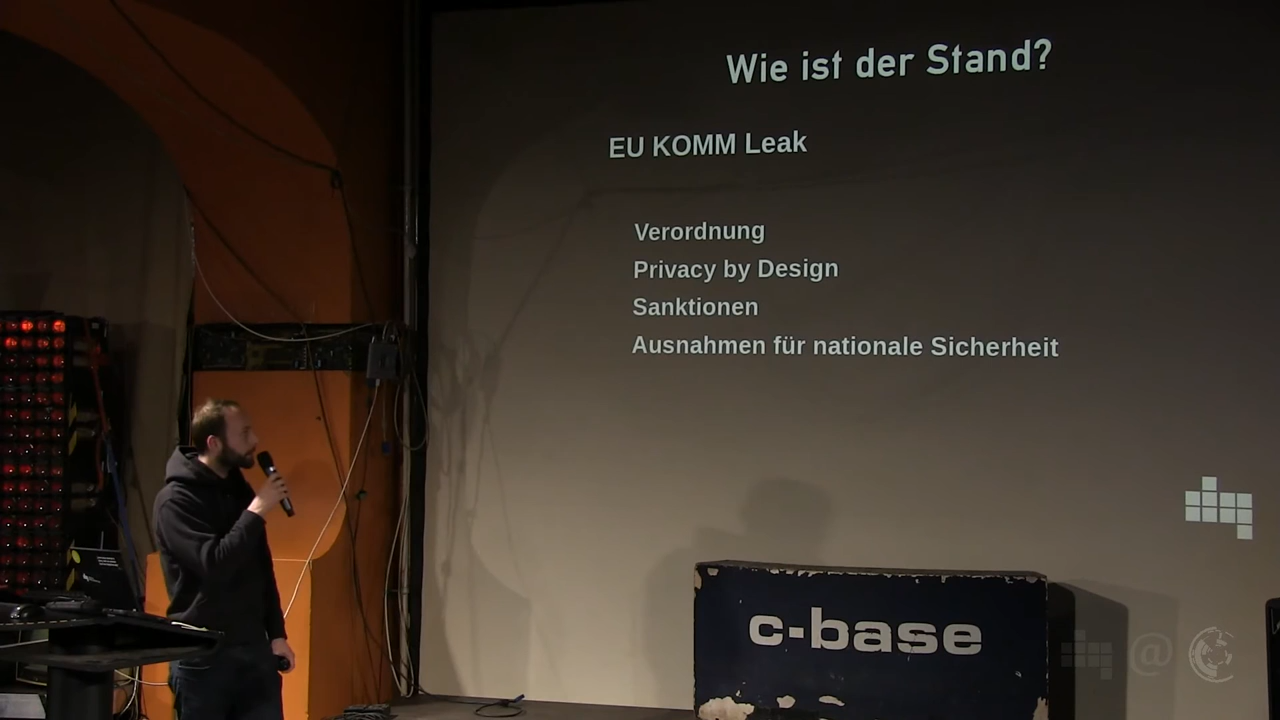 Wie ist der Stand?
EU KOMM Leak
Verordnung
Privacy by Design
Sanktionen
Ausnahmen für nationale Sicherheit
c-base
@